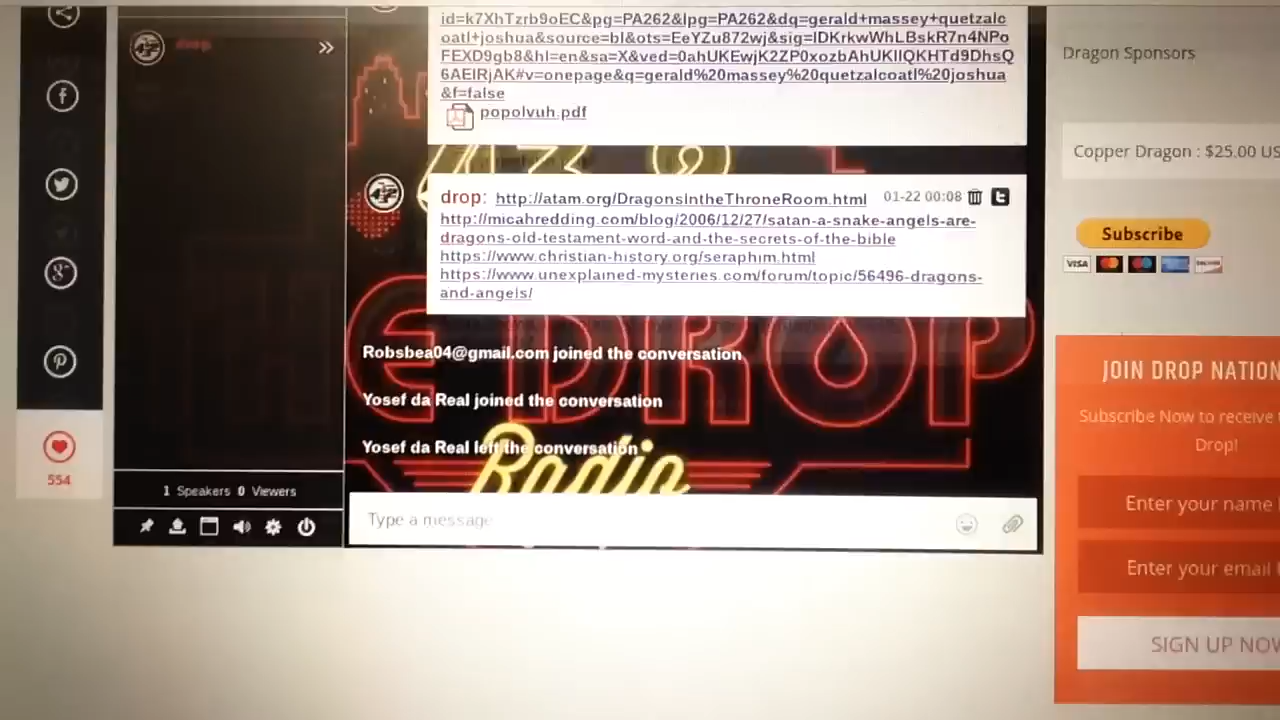 id=k7XhTzrb9oEC&pg=PA262&lpg=PA262&dq=gerald+massey+quetzalc
oatl+joshua&source=bl&ots=EeYZu872wj&sig=IDKrkwWhLBskR7n4NPo
FEXD9gb8&hl=en&sa=X&ved=0ahUKEwjK2ZP0xozbAhUKIIQKHTd9DhsQ
6AEIRjAK#v=onepage&q=gerald%20massey%20quetzalcoatl%20joshua
&f=false
popolvuh.pdf
drop
Dragon Sponsors
Copper Dragon : $25.00 US
drop: http://atam.org/DragonsIntheThroneRoom.html 01-22 00:08
http://micahredding.com/blog/2006/12/27/satan-a-snake-angels-are-
dragons-old-testament-word-and-the-secrets-of-the-bible
https://www.christian-history.org/seraphim.html
https://www.unexplained-mysteries.com/forum/topic/56496-dragons-
and-angels/
Subscribe
VISA
E DROP
Radio
Robsbea04@gmail.com joined the conversation
Yosef da Real joined the conversation
Yosef da Real left the conversation
554
1 Speakers 0 Viewers
Type a message
JOIN DROP NATION
Subscribe Now to receive
Drop!
Enter your name
Enter your email
SIGN UP NOW